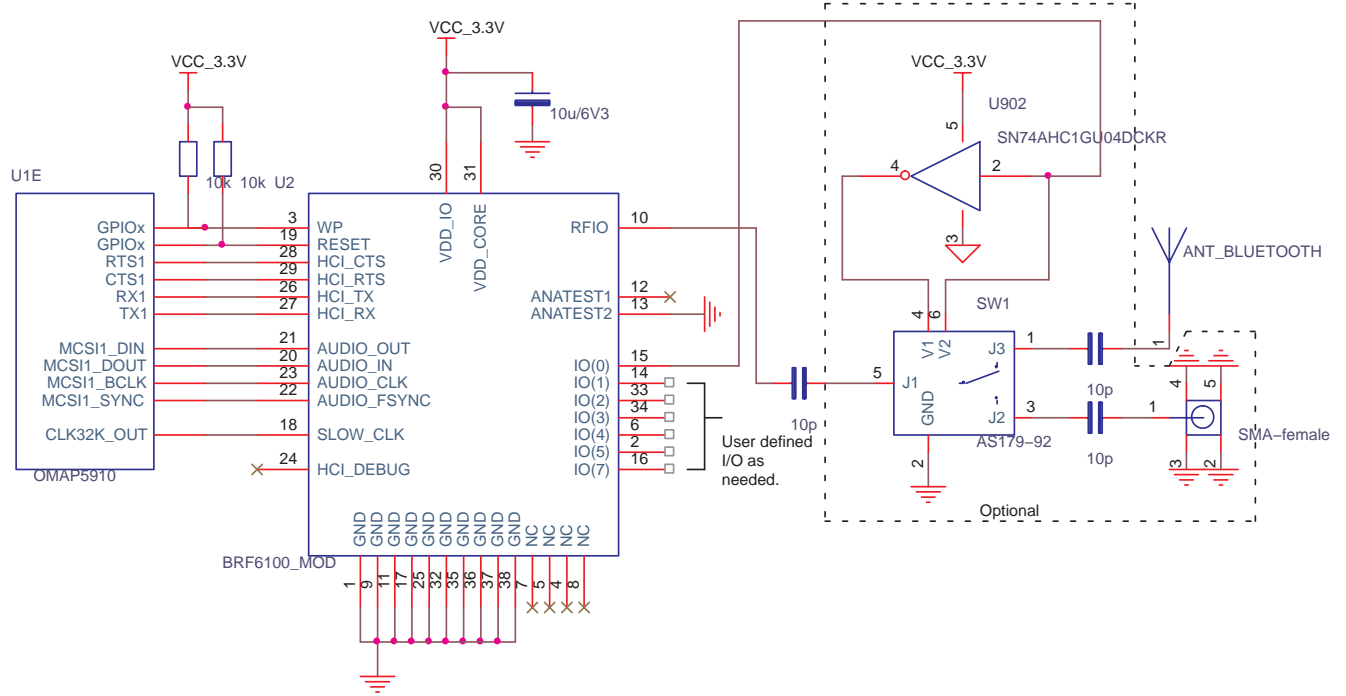 VCC_3.3V
VCC_3.3V
10u/6V3
10k
10k
U1E
OMAP5910
GPIOx
GPIOx
RTS1
CTS1
RX1
TX1
MCSI1_DIN
MCSI1_DOUT
MCSI1_BCLK
MCSI1_SYNC
CLK32K_OUT
U2
BRF6100_MOD
30
31
VDD_IO
VDD_CORE
3 WP
19 RESET
28 HCI_CTS
29 HCI_RTS
26 HCI_TX
27 HCI_RX
21 AUDIO_OUT
20 AUDIO_IN
23 AUDIO_CLK
22 AUDIO_FSYNC
18 SLOW_CLK
24 HCI_DEBUG
RFIO 10
ANATEST1 12
ANATEST2 13
IO(0) 15
IO(1) 14
IO(2) 33
IO(3) 34
IO(4) 6
IO(5) 2
IO(7) 16
User defined
I/O as
needed.
GND GND GND GND GND GND GND GND GND GND NC NC NC NC
1 9 11 17 25 32 35 36 37 38 7 5 4 8
10p
VCC_3.3V
U902
SN74AHC1GU04DCKR
5
4
2
3
SW1
AS179-92
4
6
V1
V2
5
J1
GND
2
J3
1
J2
3
10p
10p
ANT_BLUETOOTH
1
1
4
5
3
2
SMA-female
Optional